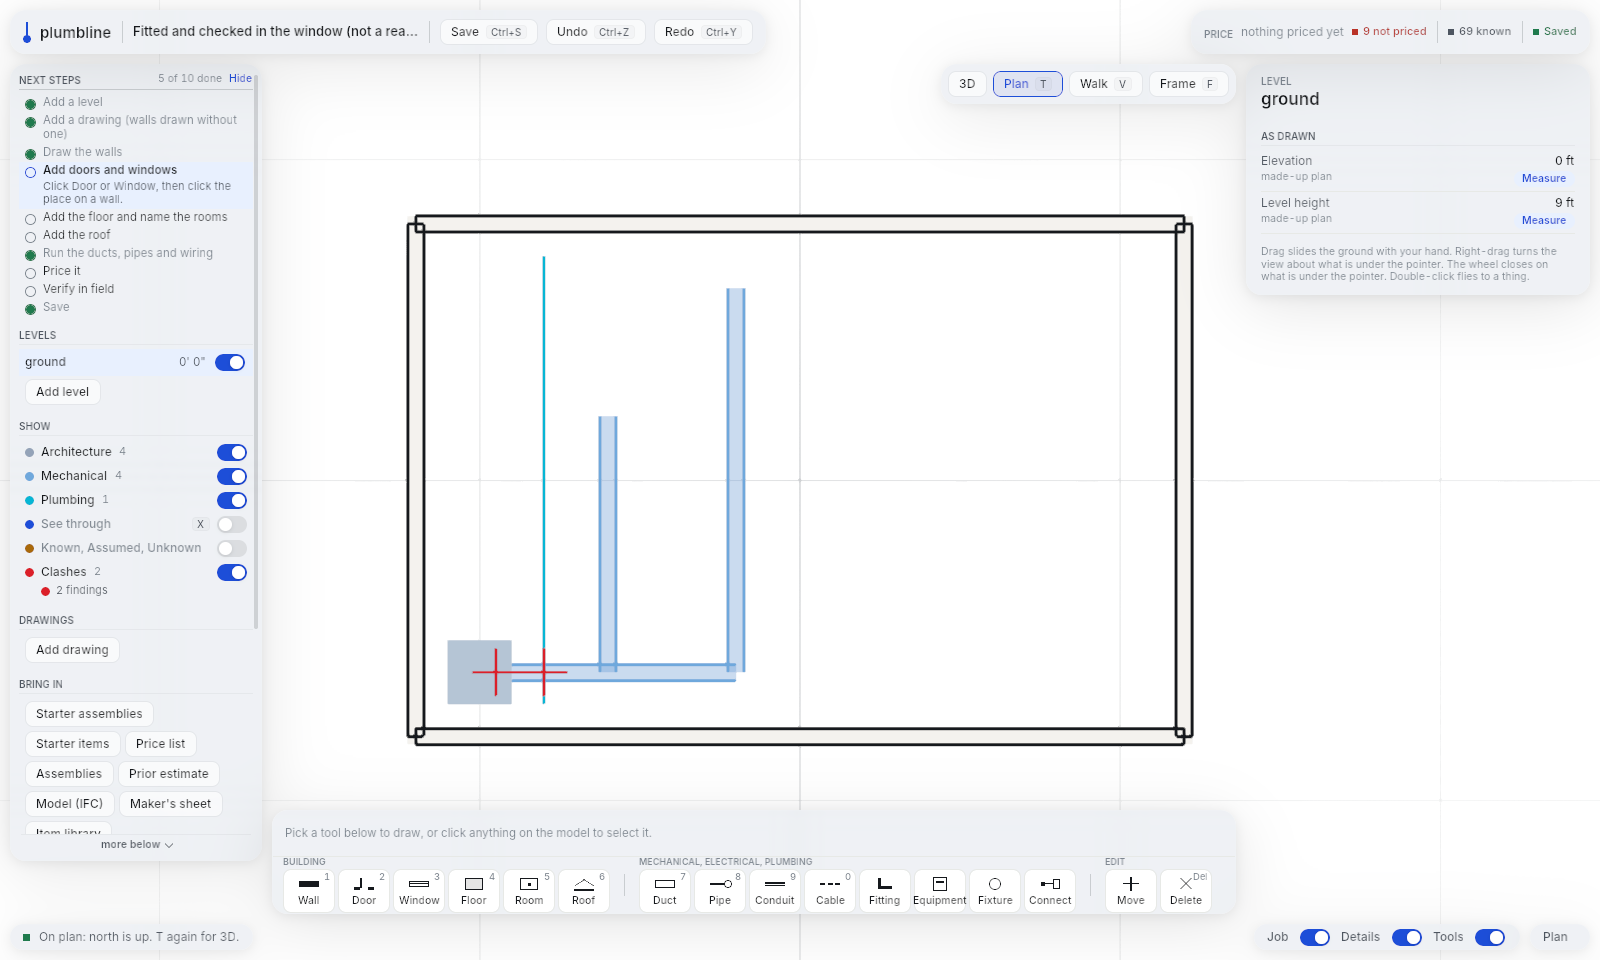 plumbline
Fitted and checked in the window (not a rea...
Save Ctrl+S
Undo Ctrl+Z
Redo Ctrl+Y
PRICE nothing priced yet
9 not priced
69 known
Saved
NEXT STEPS 5 of 10 done Hide
Add a level
Add a drawing (walls drawn without
one)
Draw the walls
Add doors and windows
Click Door or Window, then click the
place on a wall.
Add the floor and name the rooms
Add the roof
Run the ducts, pipes and wiring
Price it
Verify in field
Save
LEVELS
ground 0' 0"
Add level
SHOW
Architecture 4
Mechanical 4
Plumbing 1
See through X
Known, Assumed, Unknown
Clashes 2
2 findings
DRAWINGS
Add drawing
BRING IN
Starter assemblies
Starter items Price list
Assemblies Prior estimate
Model (IFC) Maker's sheet
Item library
more below
3D
Plan T
Walk V
Frame F
LEVEL
ground
AS DRAWN
Elevation 0 ft
made-up plan Measure
Level height 9 ft
made-up plan Measure
Drag slides the ground with your hand. Right-drag turns the
view about what is under the pointer. The wheel closes on
what is under the pointer. Double-click flies to a thing.
Pick a tool below to draw, or click anything on the model to select it.
BUILDING
1 Wall
2 Door
3 Window
4 Floor
5 Room
6 Roof
MECHANICAL, ELECTRICAL, PLUMBING
7 Duct
8 Pipe
9 Conduit
0 Cable
Fitting
Equipment
Fixture
Connect
EDIT
Move
Del Delete
On plan: north is up. T again for 3D.
Job Details Tools Plan